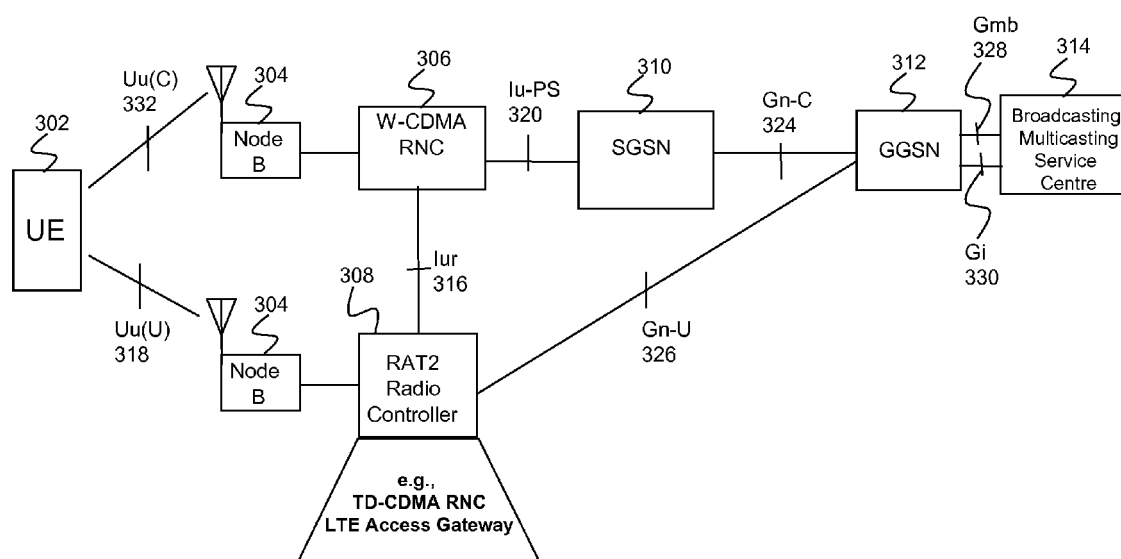 Gmb
328
314
306
310
312
Uu(C)
332
304
Iu-PS
320
Gn-C
324
302
Node
B
W-CDMA
RNC
SGSN
GGSN
Broadcasting
Multicasting
Service
Centre
UE
Gi
330
Iur
316
308
304
Uu(U)
318
Gn-U
326
Node
B
RAT2
Radio
Controller
e.g.,
TD-CDMA RNC
LTE Access Gateway